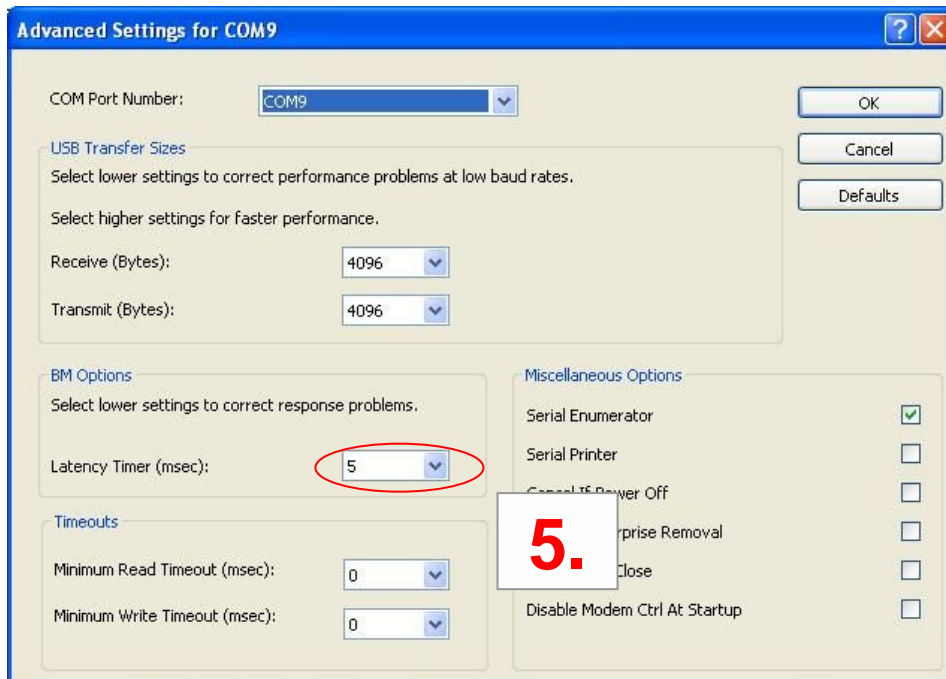 Advanced Settings for COM9
COM Port Number:
COM9
OK
Cancel
Defaults
USB Transfer Sizes
Select lower settings to correct performance problems at low baud rates.
Select higher settings for faster performance.
Receive (Bytes):
4096
Transmit (Bytes):
4096
BM Options
Select lower settings to correct response problems.
Latency Timer (msec):
5
Timeouts
Minimum Read Timeout (msec):
0
Minimum Write Timeout (msec):
0
Miscellaneous Options
Serial Enumerator
Serial Printer
Cancel If Power Off
Removal
Close
Disable Modem Ctrl At Startup
5.